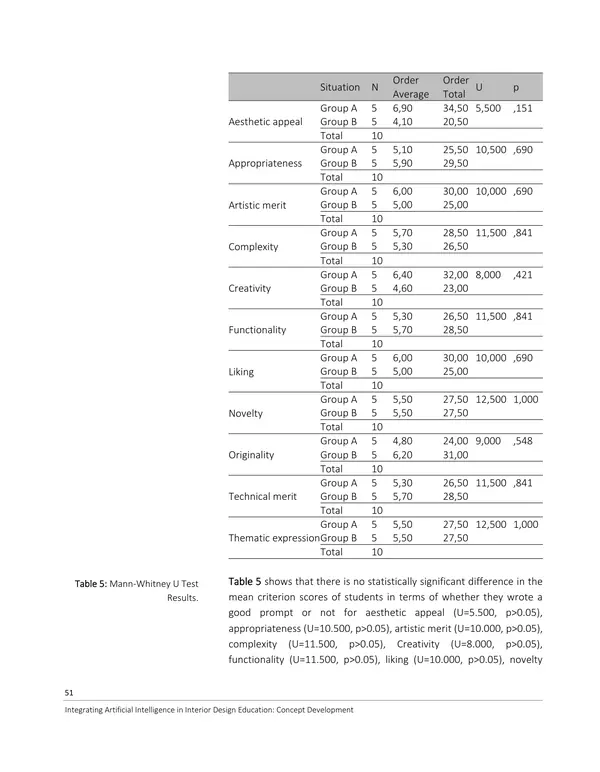 Situation N Order Average Order Total U p
Aesthetic appeal Group A 5 6,90 34,50 5,500 ,151
Group B 5 4,10 20,50
Total 10
Appropriateness Group A 5 5,10 25,50 10,500 ,690
Group B 5 5,90 29,50
Total 10
Artistic merit Group A 5 6,00 30,00 10,000 ,690
Group B 5 5,00 25,00
Total 10
Complexity Group A 5 5,70 28,50 11,500 ,841
Group B 5 5,30 26,50
Total 10
Creativity Group A 5 6,40 32,00 8,000 ,421
Group B 5 4,60 23,00
Total 10
Functionality Group A 5 5,30 26,50 11,500 ,841
Group B 5 5,70 28,50
Total 10
Liking Group A 5 6,00 30,00 10,000 ,690
Group B 5 5,00 25,00
Total 10
Novelty Group A 5 5,50 27,50 12,500 1,000
Group B 5 5,50 27,50
Total 10
Originality Group A 5 4,80 24,00 9,000 ,548
Group B 5 6,20 31,00
Total 10
Technical merit Group A 5 5,30 26,50 11,500 ,841
Group B 5 5,70 28,50
Total 10
Thematic expression Group A 5 5,50 27,50 12,500 1,000
Group B 5 5,50 27,50
Total 10
Table 5: Mann-Whitney U Test
Results.
Table 5 shows that there is no statistically significant difference in the
mean criterion scores of students in terms of whether they wrote a
good prompt or not for aesthetic appeal (U=5.500, p>0.05),
appropriateness (U=10.500, p>0.05), artistic merit (U=10.000, p>0.05),
complexity (U=11.500, p>0.05), Creativity (U=8.000, p>0.05),
functionality (U=11.500, p>0.05), liking (U=10.000, p>0.05), novelty
51
Integrating Artificial Intelligence in Interior Design Education: Concept Development